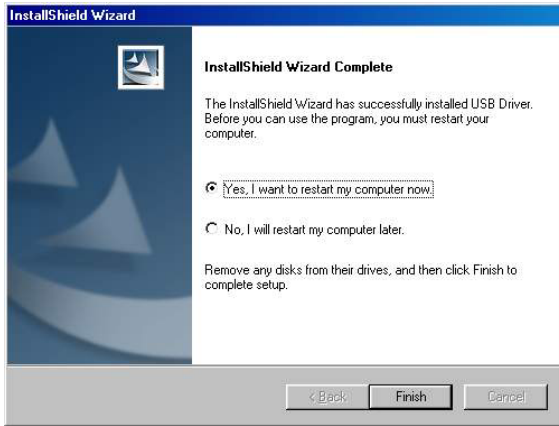 InstallShield Wizard
InstallShield Wizard Complete
The InstallShield Wizard has successfully installed USB Driver.
Before you can use the program, you must restart your
computer.
Yes, I want to restart my computer now.
No, I will restart my computer later.
Remove any disks from their drives, and then click Finish to
complete setup.
< Back Finish Cancel